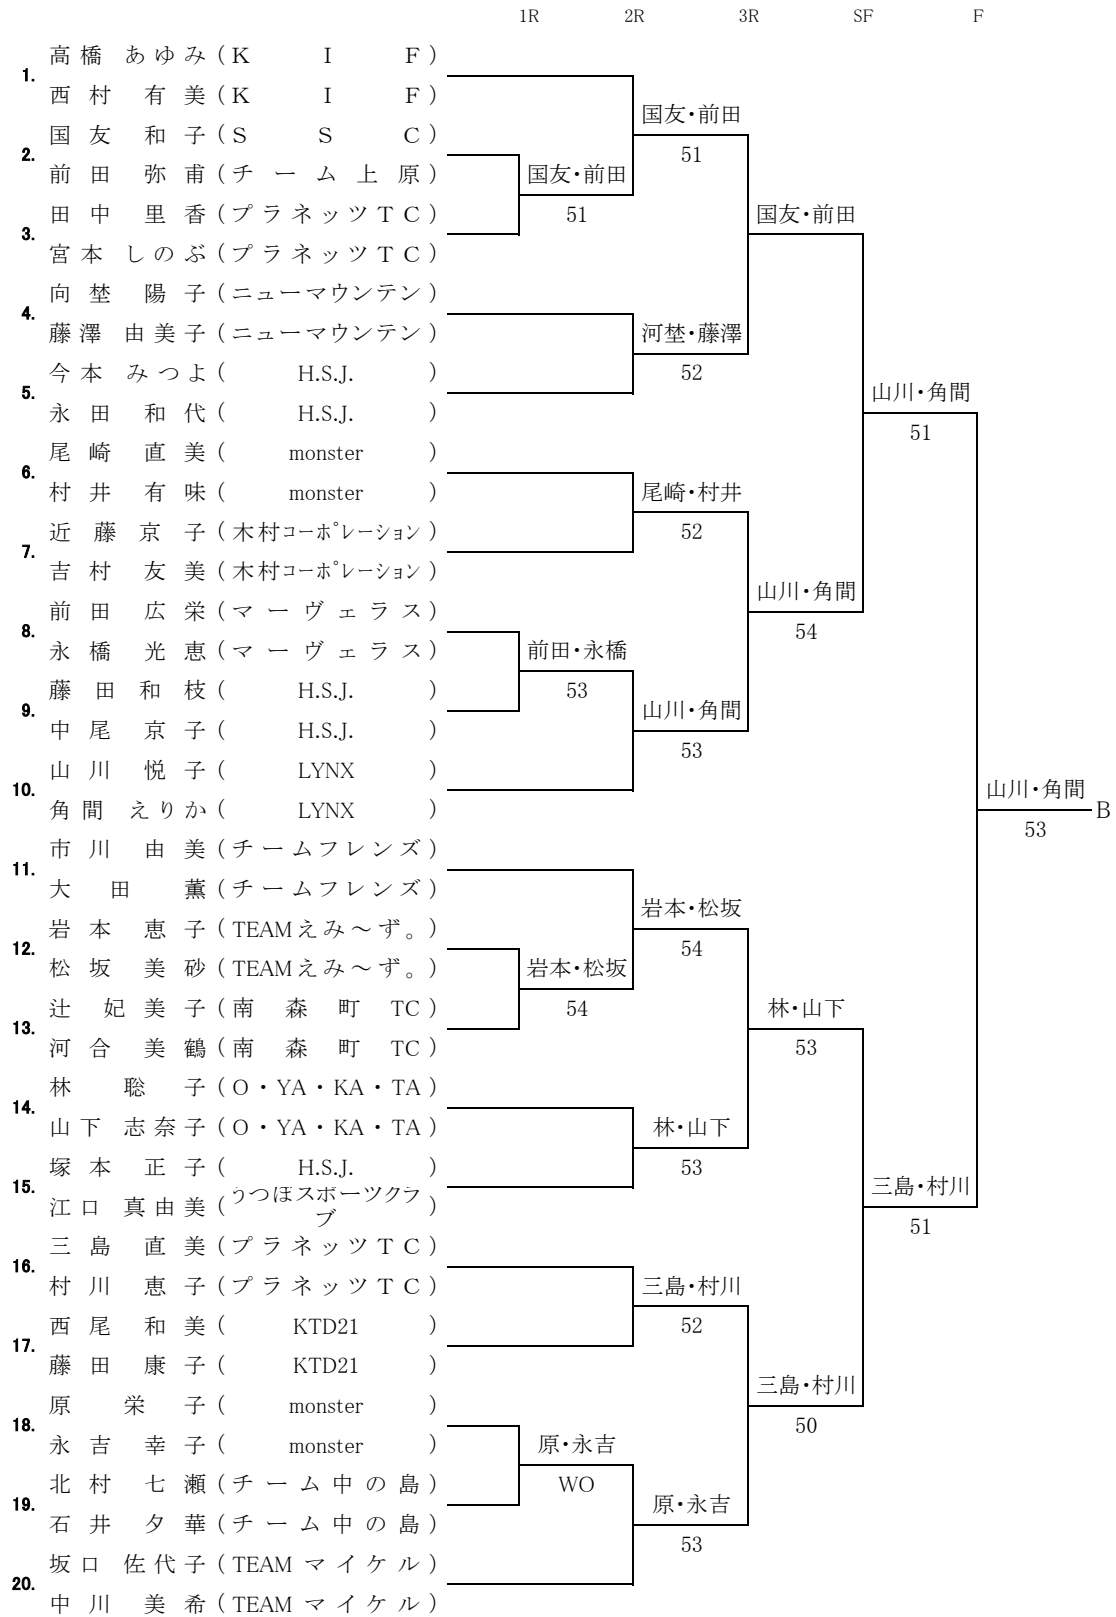 1R 2R 3R SF F
高橋 あゆみ (K I F)
1.
西村 有美 (K I F)
国友・前田
国友 和子 (S S C)
2. 51
前田 弥甫 (チーム上原) 国友・前田
田中 里香 (プラネッツTC) 51 国友・前田
3.
宮本 しのぶ (プラネッツTC)
向埜 陽子 (ニューマウンテン)
4.
藤澤 由美子 (ニューマウンテン) 河埜・藤澤
今本 みつよ (H.S.J.) 52
5. 山川・角間
永田 和代 (H.S.J.)
51
尾崎 直美 (monster)
6.
村井 有味 (monster) 尾崎・村井
近藤 京子 (木村コーポレーション) 52
7.
吉村 友美 (木村コーポレーション)
山川・角間
前田 広栄 (マーヴェラス)
8. 54
永橋 光恵 (マーヴェラス) 前田・永橋
藤田 和枝 (H.S.J.) 53
9. 山川・角間
中尾 京子 (H.S.J.)
53
山川 悦子 (LYNX)
10. 山川・角間
角間 えりか (LYNX) B
53
市川 由美 (チームフレンズ)
11.
大田 薫 (チームフレンズ)
岩本・松坂
岩本 恵子 (TEAMえみ～ず。)
12. 54
松坂 美砂 (TEAMえみ～ず。) 岩本・松坂
辻 妃美子 (南森町TC) 54 林・山下
13.
河合 美鶴 (南森町TC) 53
林 聡子 (O・YA・KA・TA)
14.
山下 志奈子 (O・YA・KA・TA) 林・山下
塚本 正子 (H.S.J.) 53
15. 三島・村川
江口 真由美 (うつぼスポーツクラブ)
51
三島 直美 (プラネッツTC)
16.
村川 恵子 (プラネッツTC) 三島・村川
西尾 和美 (KTD21) 52
17.
藤田 康子 (KTD21)
三島・村川
原 栄子 (monster)
18. 50
永吉 幸子 (monster) 原・永吉
北村 七瀬 (チーム中の島) WO
19. 原・永吉
石井 夕華 (チーム中の島)
53
坂口 佐代子 (TEAMマイケル)
20.
中川 美希 (TEAMマイケル)